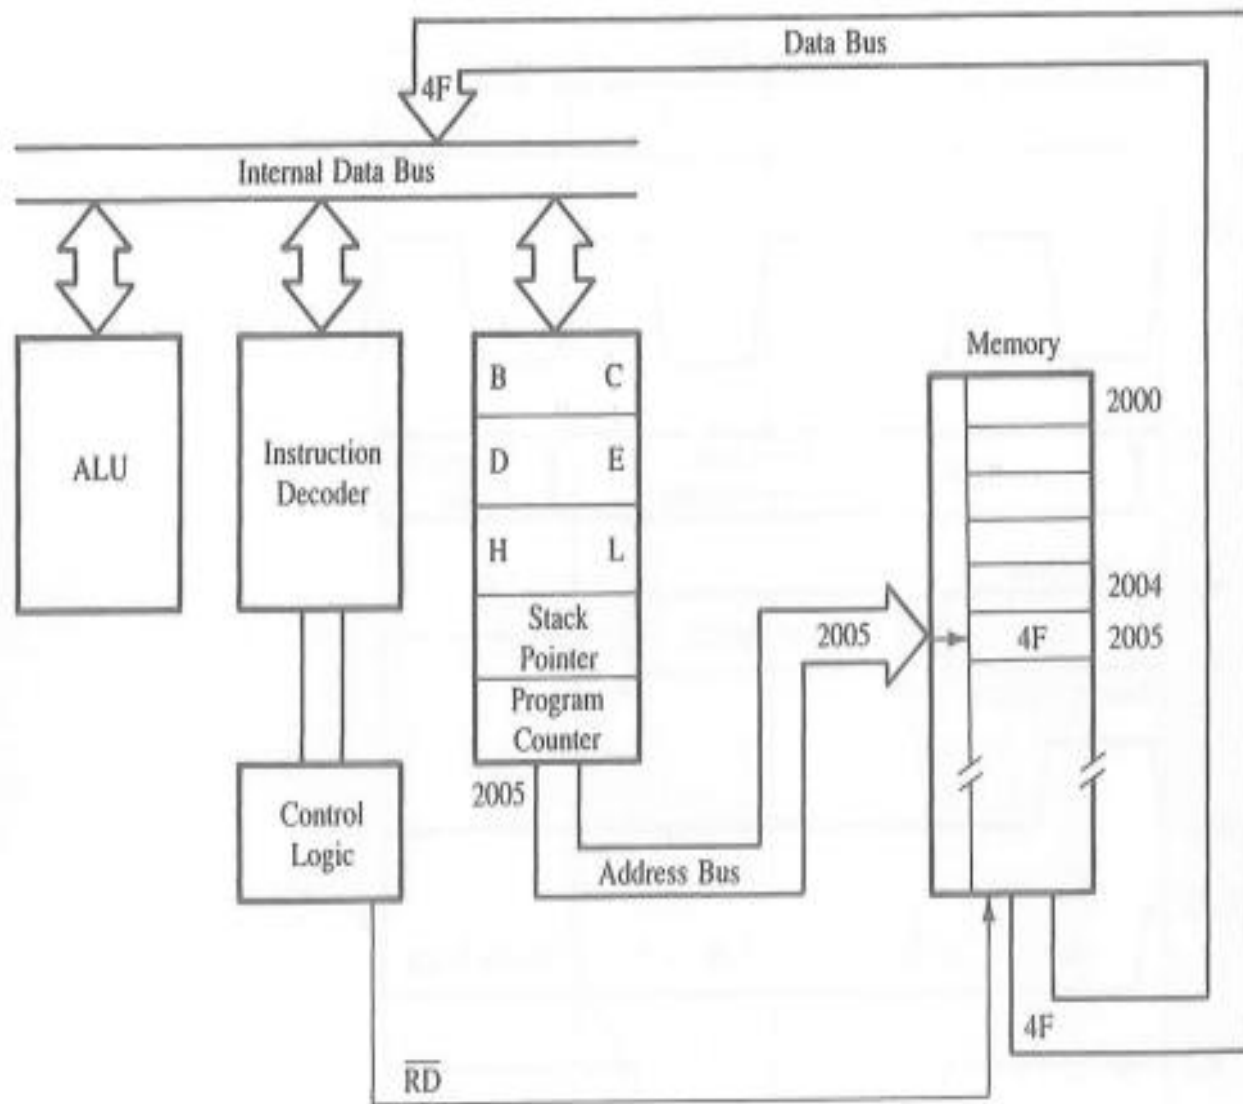 Data Bus
4F
Internal Data Bus
ALU
Instruction
Decoder
B C
D E
H L
Stack
Pointer
Program
Counter
2005
Control
Logic
Address Bus
2005
Memory
2000
2004
4F 2005
4F
R̅D̅